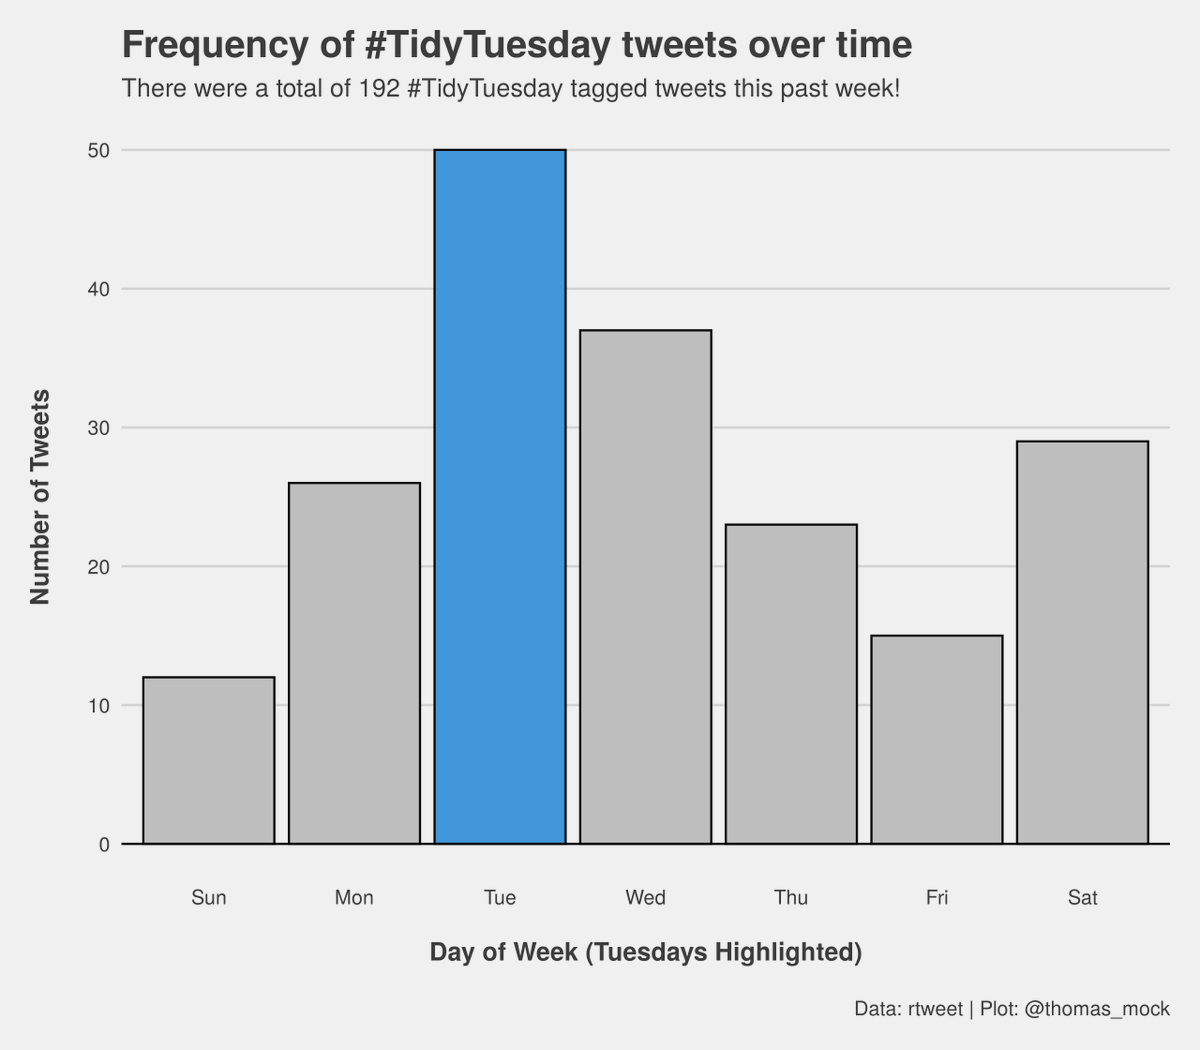 Frequency of #TidyTuesday tweets over time
There were a total of 192 #TidyTuesday tagged tweets this past week!
Number of Tweets
50
40
30
20
10
0
Sun Mon Tue Wed Thu Fri Sat
Day of Week (Tuesdays Highlighted)
Data: rtweet | Plot: @thomas_mock